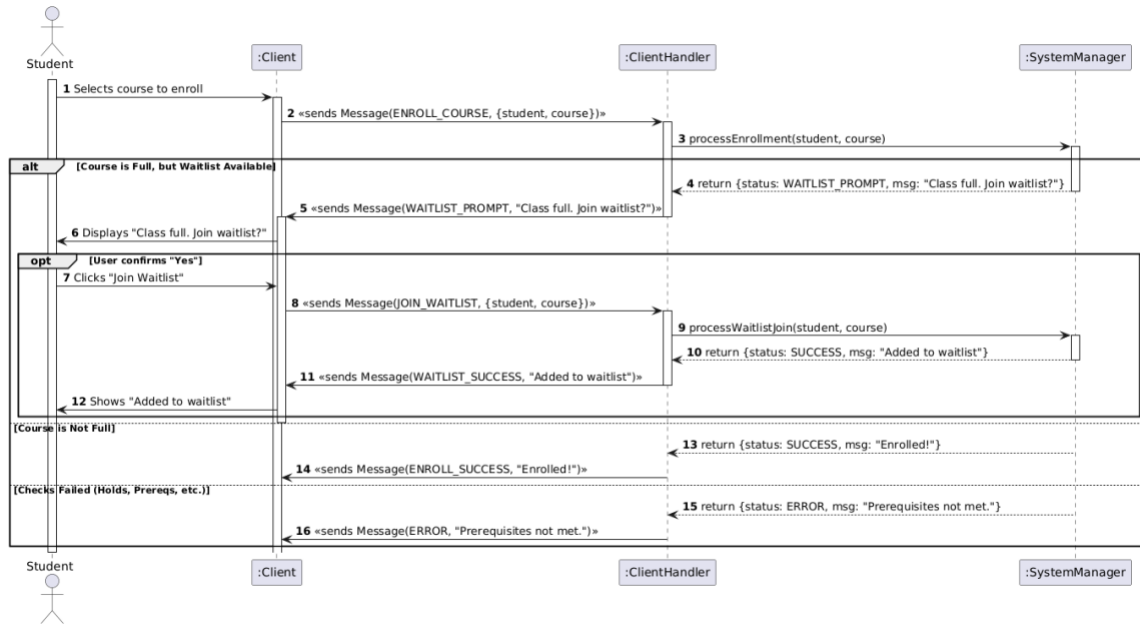 Student
:Client
:ClientHandler
:SystemManager
1 Selects course to enroll
2 «sends Message(ENROLL_COURSE, {student, course})»
3 processEnrollment(student, course)
alt [Course is Full, but Waitlist Available]
4 return {status: WAITLIST_PROMPT, msg: "Class full. Join waitlist?"}
5 «sends Message(WAITLIST_PROMPT, "Class full. Join waitlist?")»
6 Displays "Class full. Join waitlist?"
opt [User confirms "Yes"]
7 Clicks "Join Waitlist"
8 «sends Message(JOIN_WAITLIST, {student, course})»
9 processWaitlistJoin(student, course)
10 return {status: SUCCESS, msg: "Added to waitlist"}
11 «sends Message(WAITLIST_SUCCESS, "Added to waitlist")»
12 Shows "Added to waitlist"
[Course is Not Full]
13 return {status: SUCCESS, msg: "Enrolled!"}
14 «sends Message(ENROLL_SUCCESS, "Enrolled!")»
[Checks Failed (Holds, Prereqs, etc.)]
15 return {status: ERROR, msg: "Prerequisites not met."}
16 «sends Message(ERROR, "Prerequisites not met.")»
Student
:Client
:ClientHandler
:SystemManager